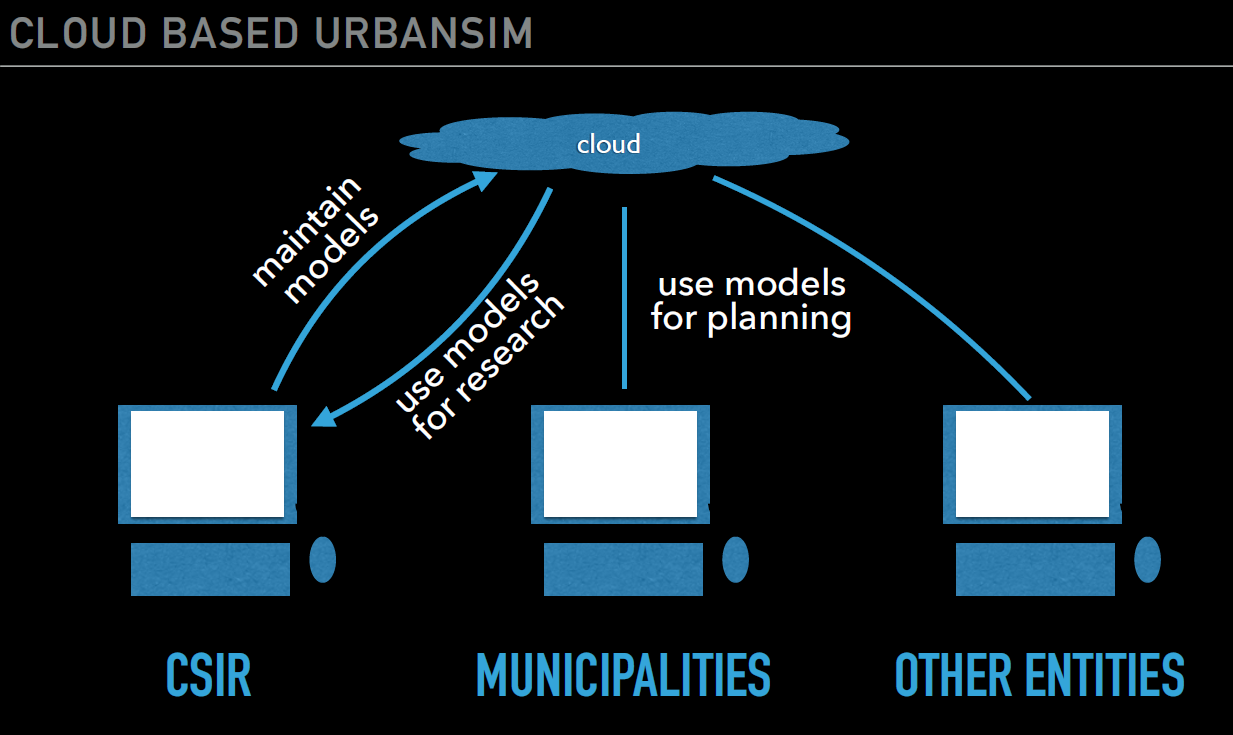 CLOUD BASED URBANSIM
cloud
maintain
models
use models
for research
use models
for planning
CSIR
MUNICIPALITIES
OTHER ENTITIES